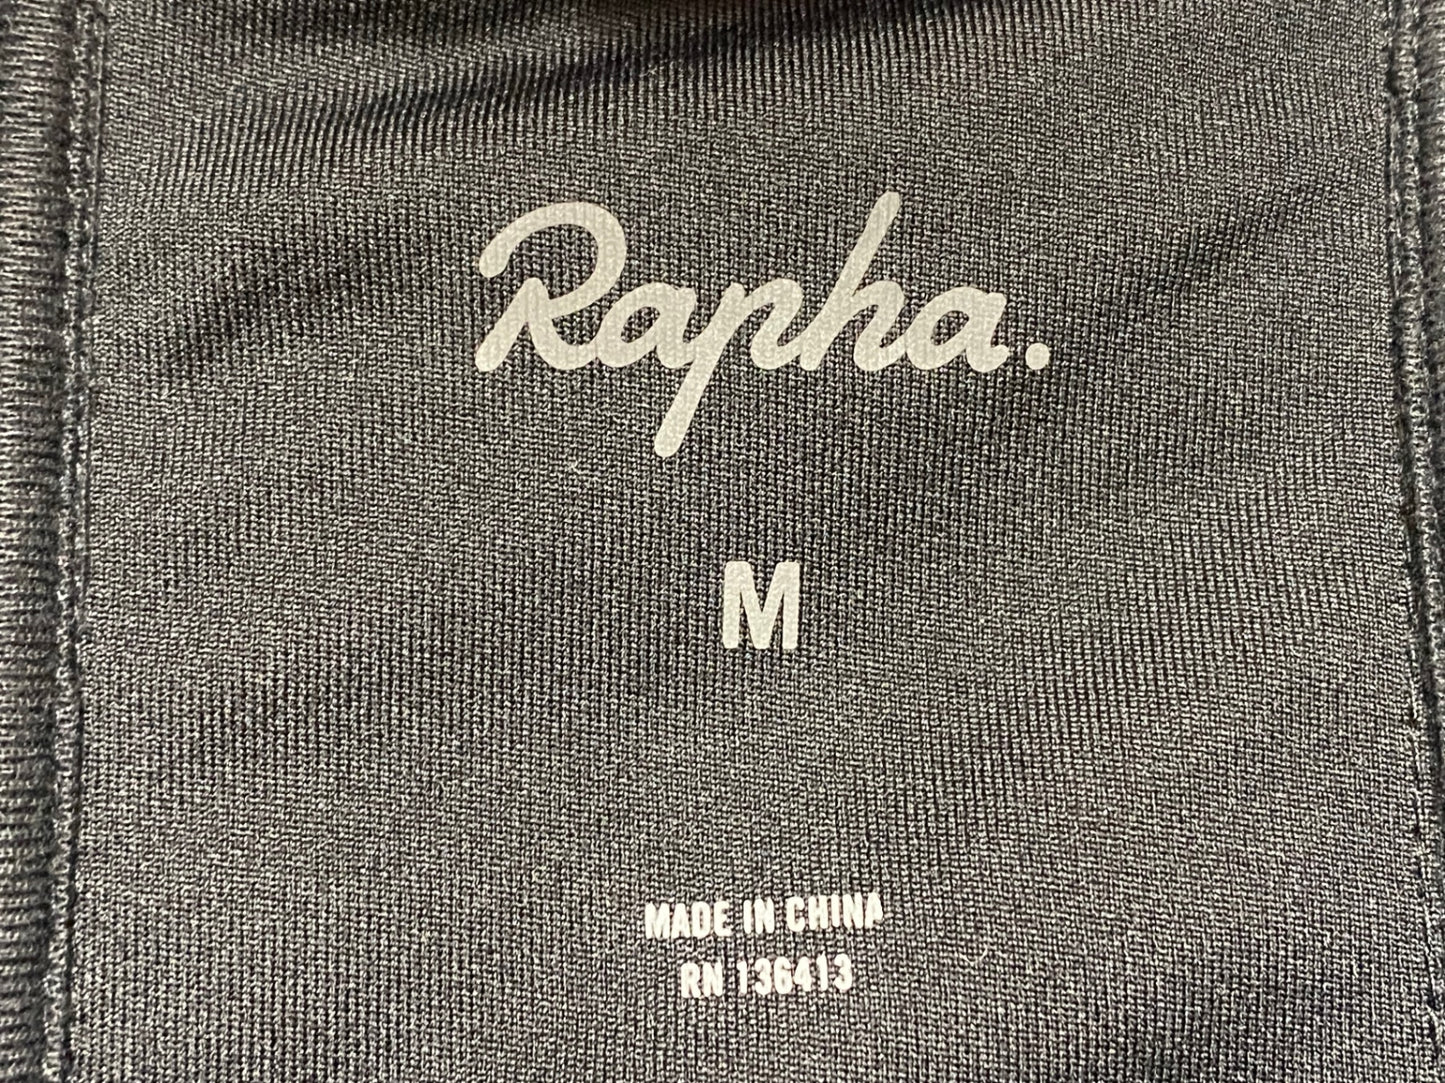 Rapha.
M
MADE IN CHINA
RN 136413